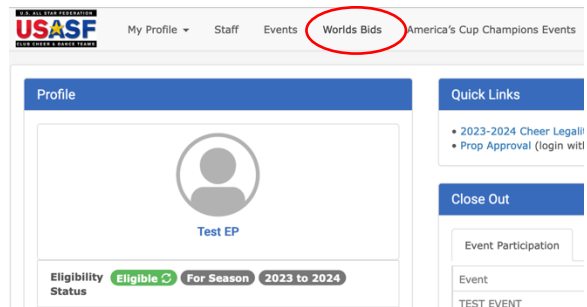 U.S. ALL STAR FEDERATION
USASF
CLUB CHEER & DANCE TEAMS
My Profile Staff Events Worlds Bids America's Cup Champions Events
Profile
Test EP
Eligibility Status Eligible For Season 2023 to 2024
Quick Links
• 2023-2024 Cheer
• Prop Approval (login
Close Out
Event Participation
Event
TEST EVENT